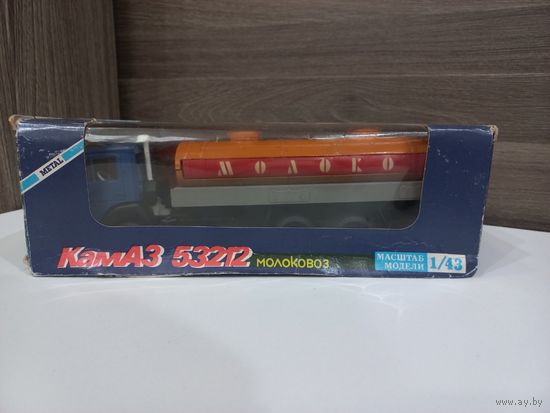 METAL
МОЛОКО
КамАЗ 53212 МОЛОКОВОЗ
МАСШТАБ
МОДЕЛИ 1/43
www.ay.by